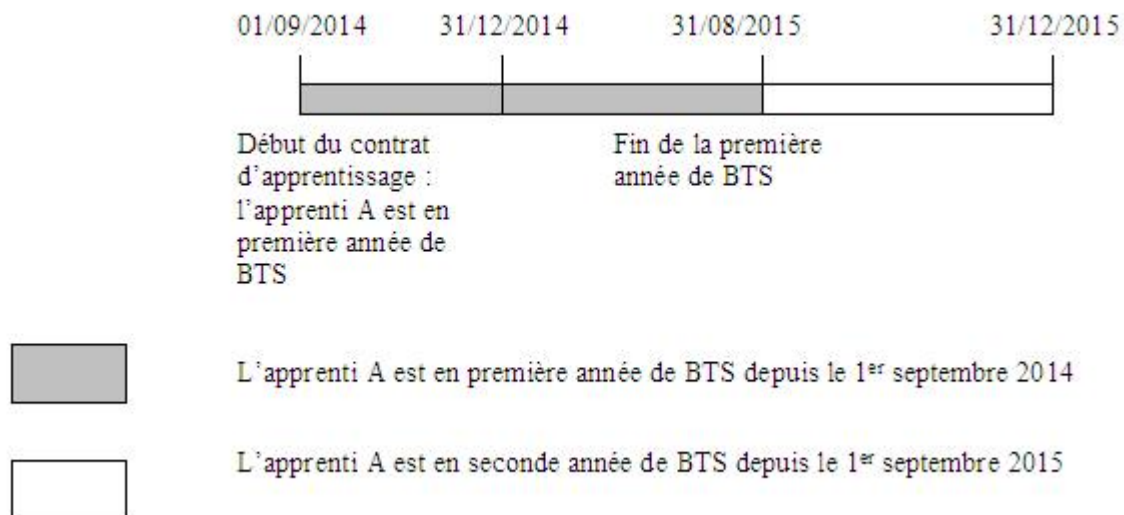 01/09/2014 31/12/2014 31/08/2015 31/12/2015
Début du contrat
d’apprentissage :
l’apprenti A est en
première année de
BTS
Fin de la première
année de BTS
L’apprenti A est en première année de BTS depuis le 1er septembre 2014
L’apprenti A est en seconde année de BTS depuis le 1er septembre 2015